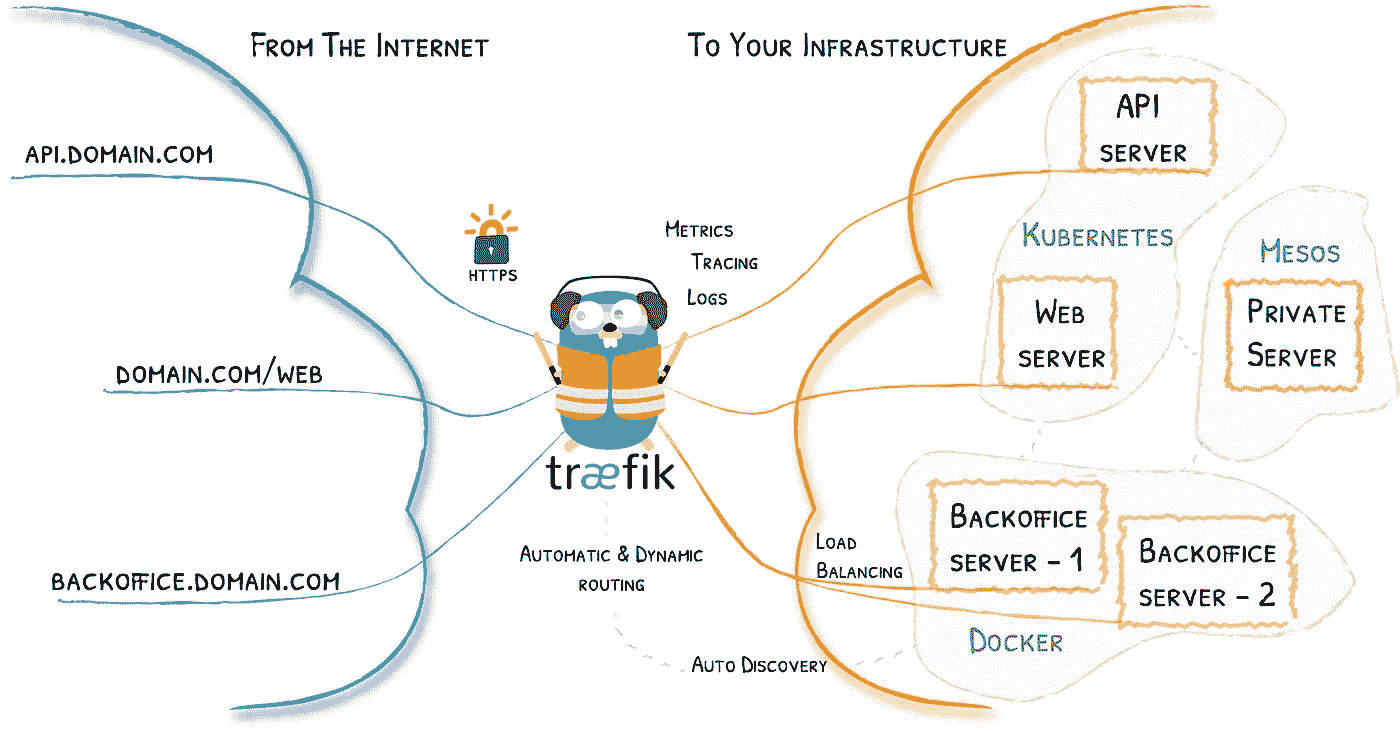 FROM THE INTERNET
TO YOUR INFRASTRUCTURE
API.DOMAIN.COM
DOMAIN.COM/WEB
BACKOFFICE.DOMAIN.COM
HTTPS
METRICS
TRACING
LOGS
træfik
AUTOMATIC & DYNAMIC
ROUTING
AUTO DISCOVERY
LOAD
BALANCING
API
SERVER
KUBERNETES
WEB
SERVER
MESOS
PRIVATE
SERVER
BACKOFFICE
SERVER - 1
BACKOFFICE
SERVER - 2
DOCKER